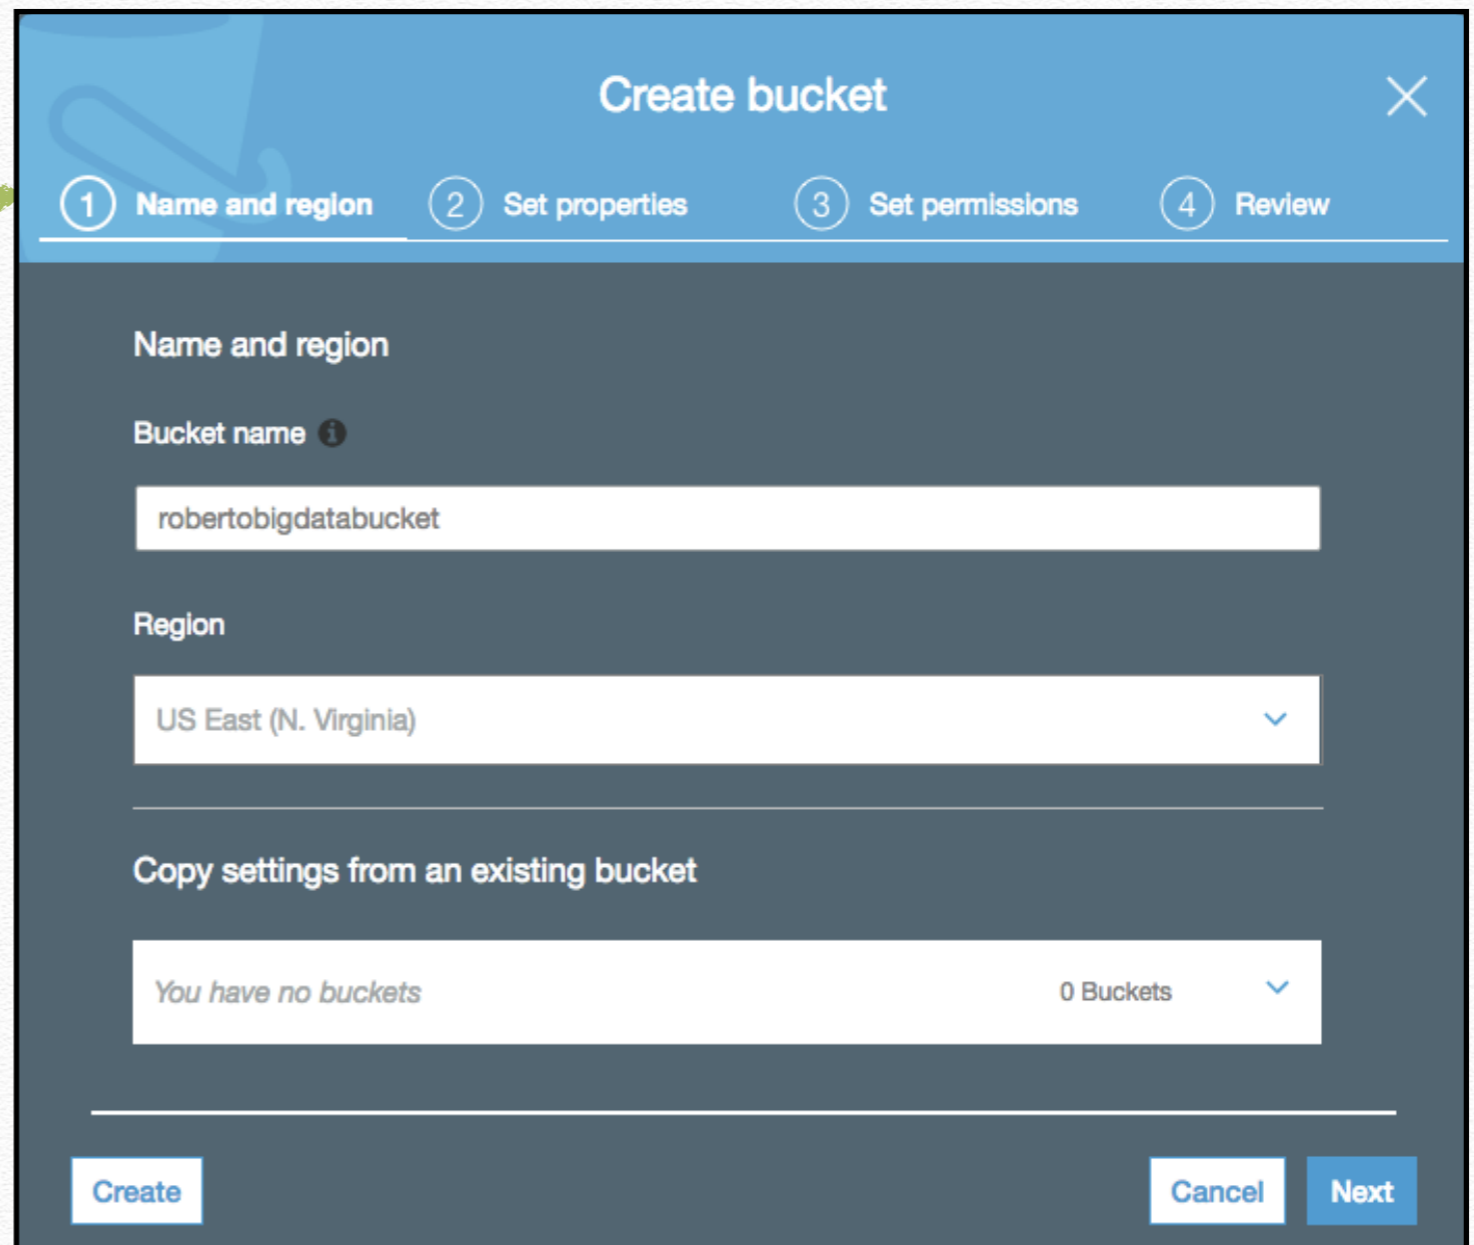 Create bucket
1 Name and region 2 Set properties 3 Set permissions 4 Review
Name and region
Bucket name
robertobigdatabucket
Region
US East (N. Virginia)
Copy settings from an existing bucket
You have no buckets 0 Buckets
Create Cancel Next